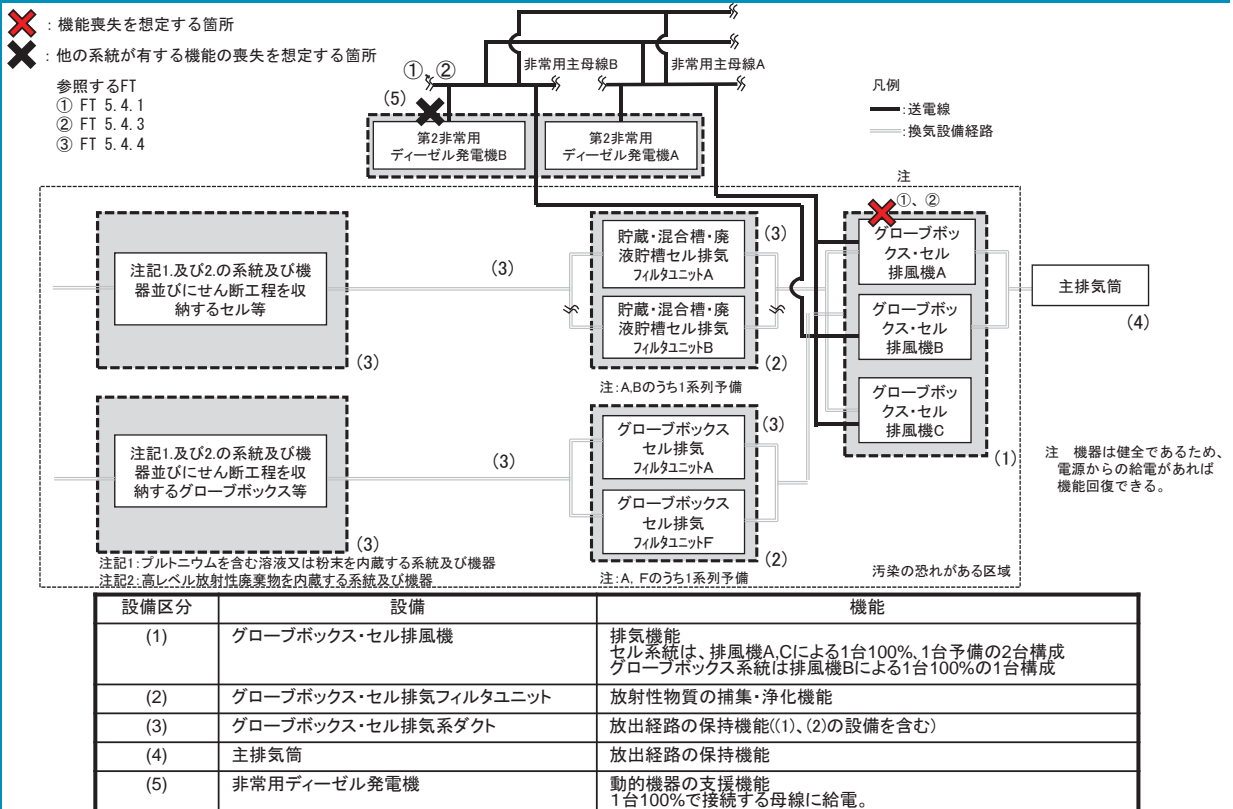 ：機能喪失を想定する箇所
：他の系統が有する機能の喪失を想定する箇所
参照するFT
① FT 5.4.1
② FT 5.4.3
③ FT 5.4.4
①、②
(5)
非常用主母線B
非常用主母線A
第2非常用
ディーゼル発電機B
第2非常用
ディーゼル発電機A
凡例
:送電線
:換気設備経路
注
①、②
注記1.及び2.の系統及び機
器並びにせん断工程を収
納するセル等
(3)
(3)
貯蔵・混合槽・廃
液貯槽セル排気
フィルタユニットA
(3)
貯蔵・混合槽・廃
液貯槽セル排気
フィルタユニットB
(2)
注:A,Bのうち1系列予備
グローブボッ
クス・セル
排風機A
グローブボッ
クス・セル
排風機B
グローブボッ
クス・セル
排風機C
(1)
主排気筒
(4)
注記1.及び2.の系統及び機
器並びにせん断工程を収
納するグローブボックス等
(3)
(3)
グローブボックス
セル排気
フィルタユニットA
(3)
グローブボックス
セル排気
フィルタユニットF
(2)
注:A, Fのうち1系列予備
注　機器は健全であるため、
電源からの給電があれば
機能回復できる。
注記1:プルトニウムを含む溶液又は粉末を内蔵する系統及び機器
注記2:高レベル放射性廃棄物を内蔵する系統及び機器
汚染の恐れがある区域
設備区分 設備 機能
(1) グローブボックス・セル排風機 排気機能
セル系統は、排風機A,Cによる1台100%、1台予備の2台構成
グローブボックス系統は排風機Bによる1台100%の1台構成
(2) グローブボックス・セル排気フィルタユニット 放射性物質の捕集・浄化機能
(3) グローブボックス・セル排気系ダクト 放出経路の保持機能((1)、(2)の設備を含む)
(4) 主排気筒 放出経路の保持機能
(5) 非常用ディーゼル発電機 動的機器の支援機能
1台100%で接続する母線に給電。